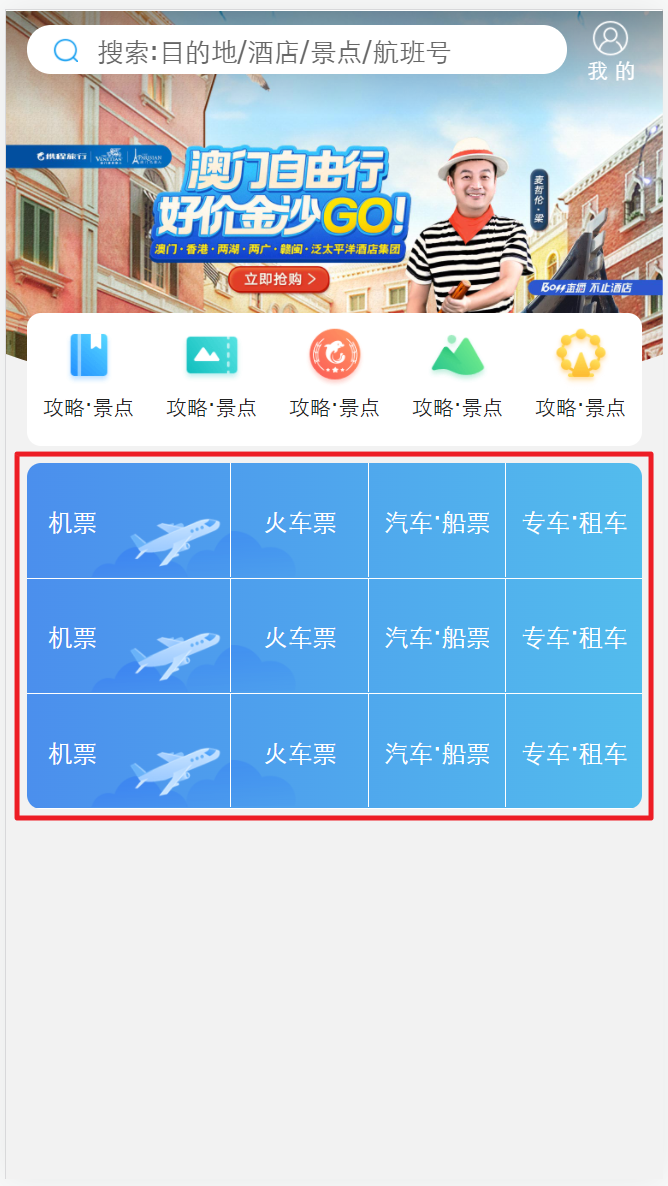 搜索:目的地/酒店/景点/航班号
我 的
携程旅行 VENETIAN PARISIAN
澳门自由行
好价金沙GO!
澳门·香港·两湖·两广·赣闽·泛太平洋酒店集团
立即抢购 >
麦哲伦·梁
BOSS直播 不止酒店
攻略·景点 攻略·景点 攻略·景点 攻略·景点 攻略·景点
机票 火车票 汽车·船票 专车·租车
机票 火车票 汽车·船票 专车·租车
机票 火车票 汽车·船票 专车·租车